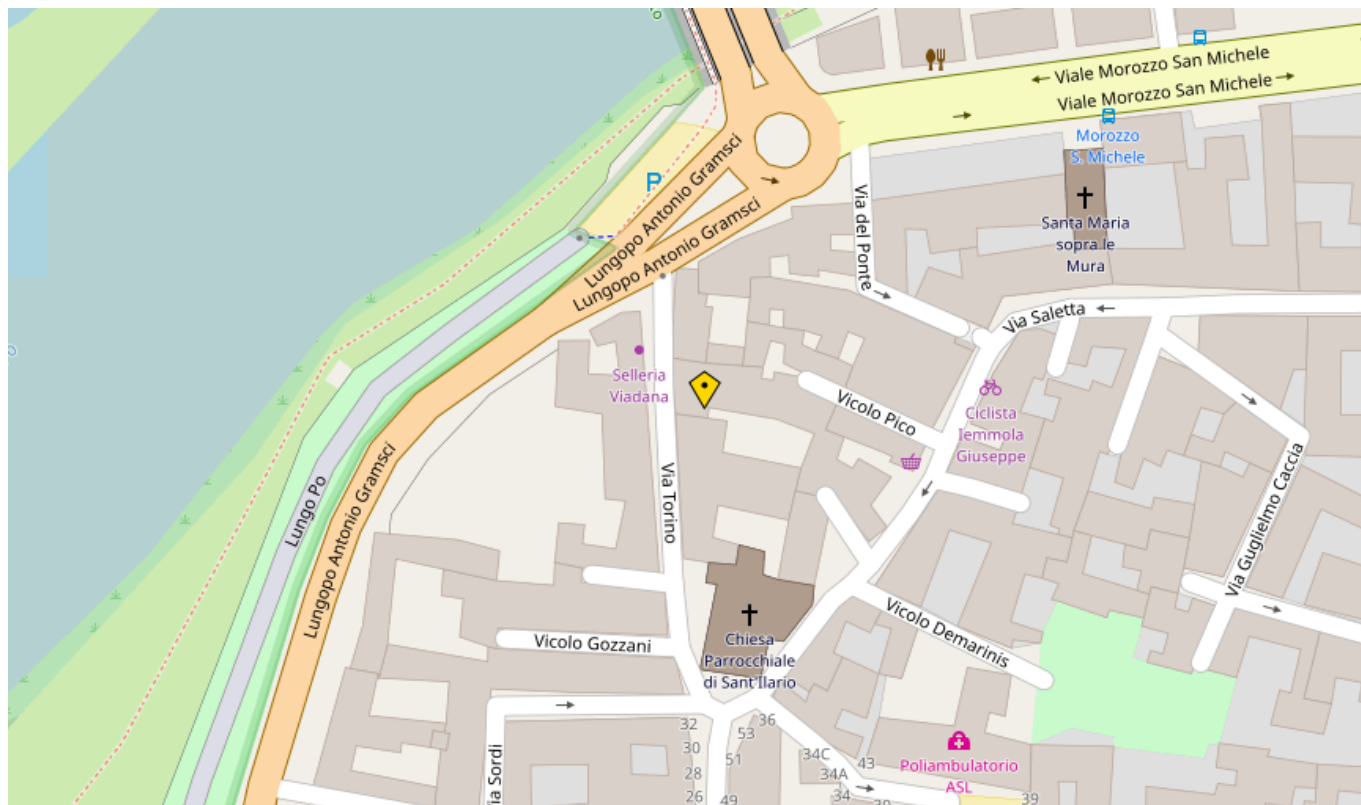 Viale Morozzo San Michele
Viale Morozzo San Michele
Morozzo
S. Michele
P
Lungopo Antonio Gramsci
Lungopo Antonio Gramsci
Via del Ponte
Santa Maria
sopra le
Mura
Via Saletta
Selleria
Viadana
Vicolo Pico
Ciclista
Iemmola
Giuseppe
Via Torino
Lungo Po
Lungopo Antonio Gramsci
Via Guglielmo Caccia
Vicolo Gozzani
Chiesa
Parrocchiale
di Sant'Ilario
Vicolo Demarinis
32
36
53
30
51
34C
43
28
34A
26
49
34
39
Poliambulatorio
ASL